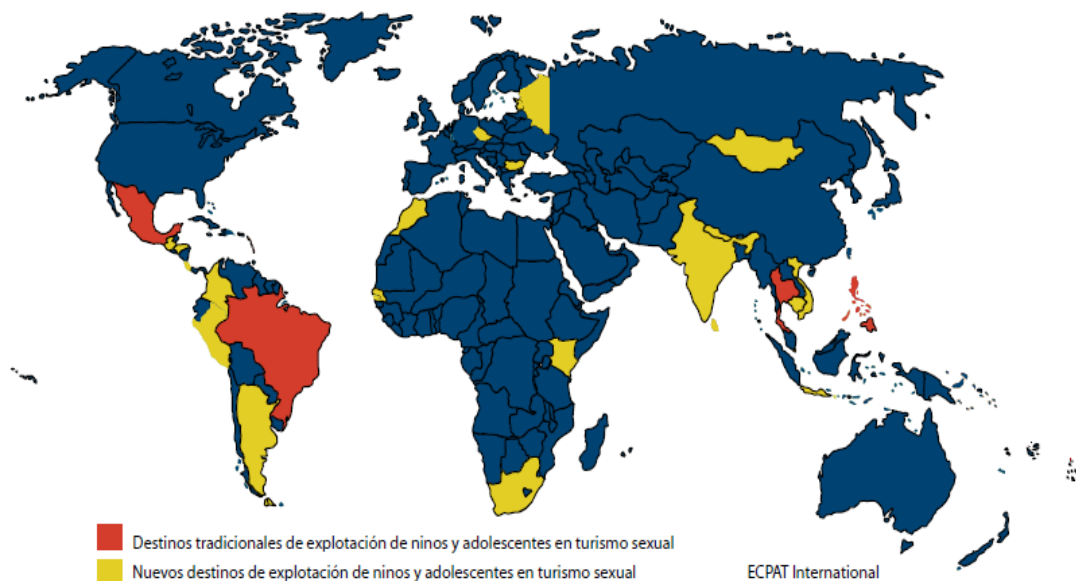 Destinos tradicionales de explotación de ninos y adolescentes en turismo sexual
Nuevos destinos de explotación de niños y adolescentes en turismo sexual
ECPAT International